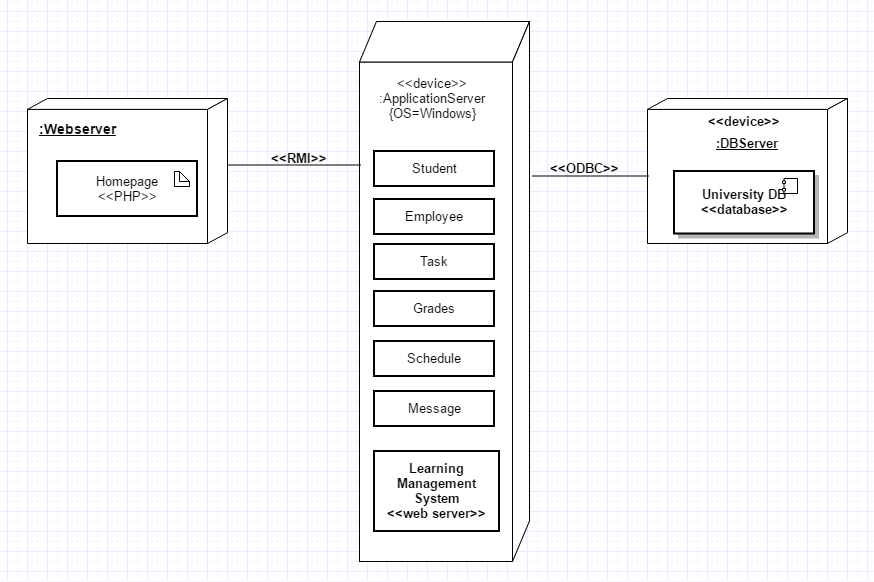 :Webserver
Homepage
<<PHP>>
<<RMI>>
<<device>>
:ApplicationServer
{OS=Windows}
Student
Employee
Task
Grades
Schedule
Message
Learning
Management
System
<<web server>>
<<ODBC>>
<<device>>
:DBServer
University DB
<<database>>